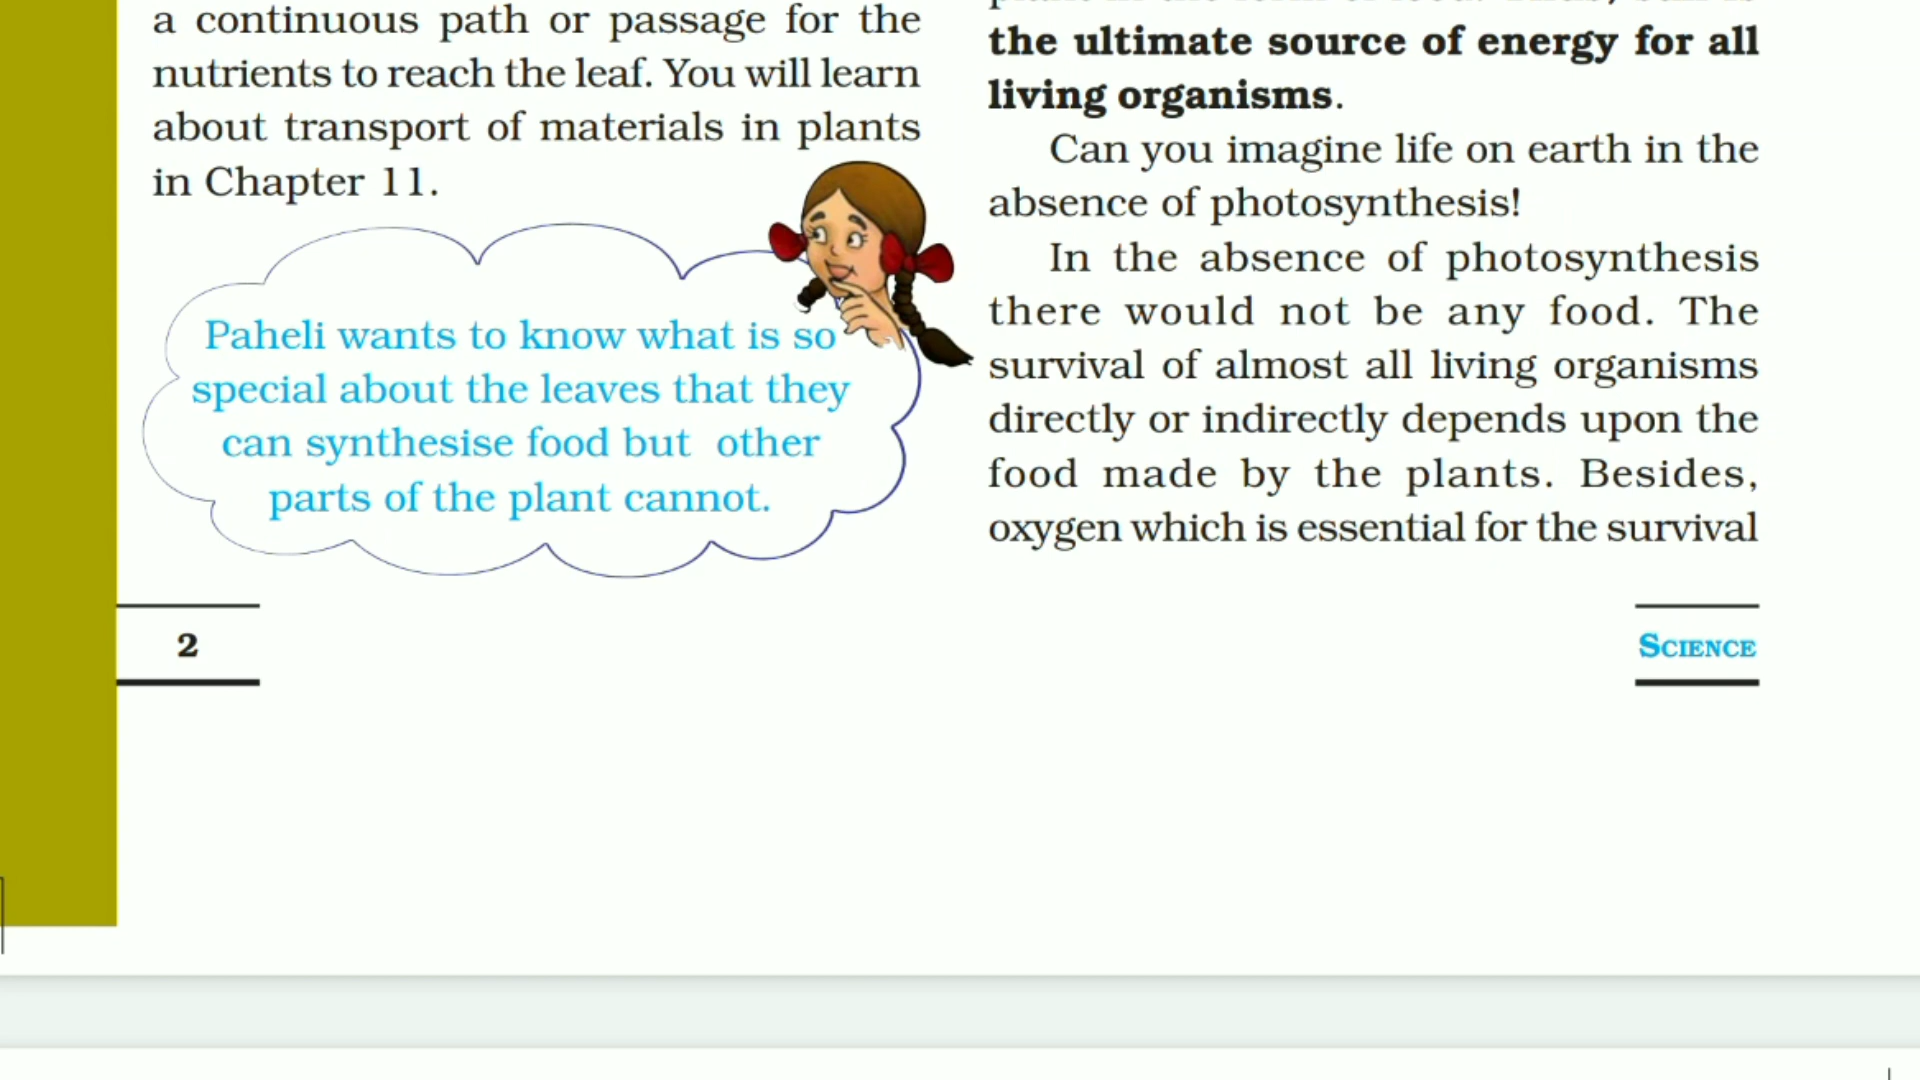 a continuous path or passage for the
nutrients to reach the leaf. You will learn
about transport of materials in plants
in Chapter 11.
Paheli wants to know what is so
special about the leaves that they
can synthesise food but other
parts of the plant cannot.
2
the ultimate source of energy for all
living organisms.
Can you imagine life on earth in the
absence of photosynthesis!
In the absence of photosynthesis
there would not be any food. The
survival of almost all living organisms
directly or indirectly depends upon the
food made by the plants. Besides,
oxygen which is essential for the survival
SCIENCE